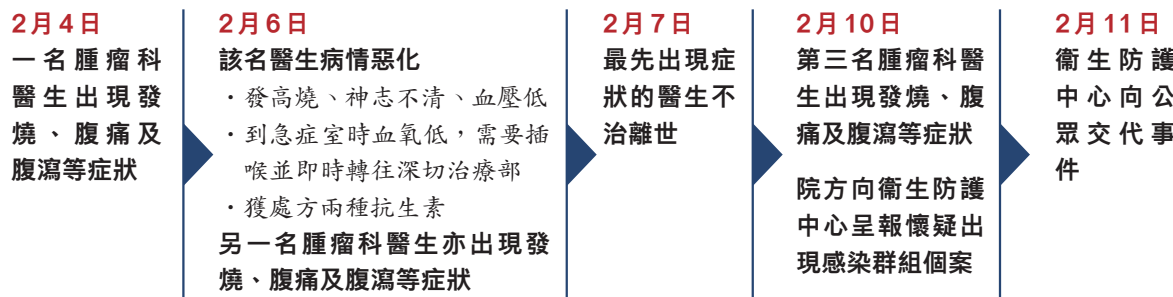 2月4日
一名腫瘤科
醫生出現發
燒、腹痛及
腹瀉等症狀
2月6日
該名醫生病情惡化
・發高燒、神志不清、血壓低
・到急症室時血氧低，需要插
喉並即時轉往深切治療部
・獲處方兩種抗生素
另一名腫瘤科醫生亦出現發
燒、腹痛及腹瀉等症狀
2月7日
最先出現症
狀的醫生不
治離世
2月10日
第三名腫瘤科醫
生出現發燒、腹
痛及腹瀉等症狀
院方向衞生防護
中心呈報懷疑出
現感染群組個案
2月11日
衞生防護
中心向公
眾交代事
件